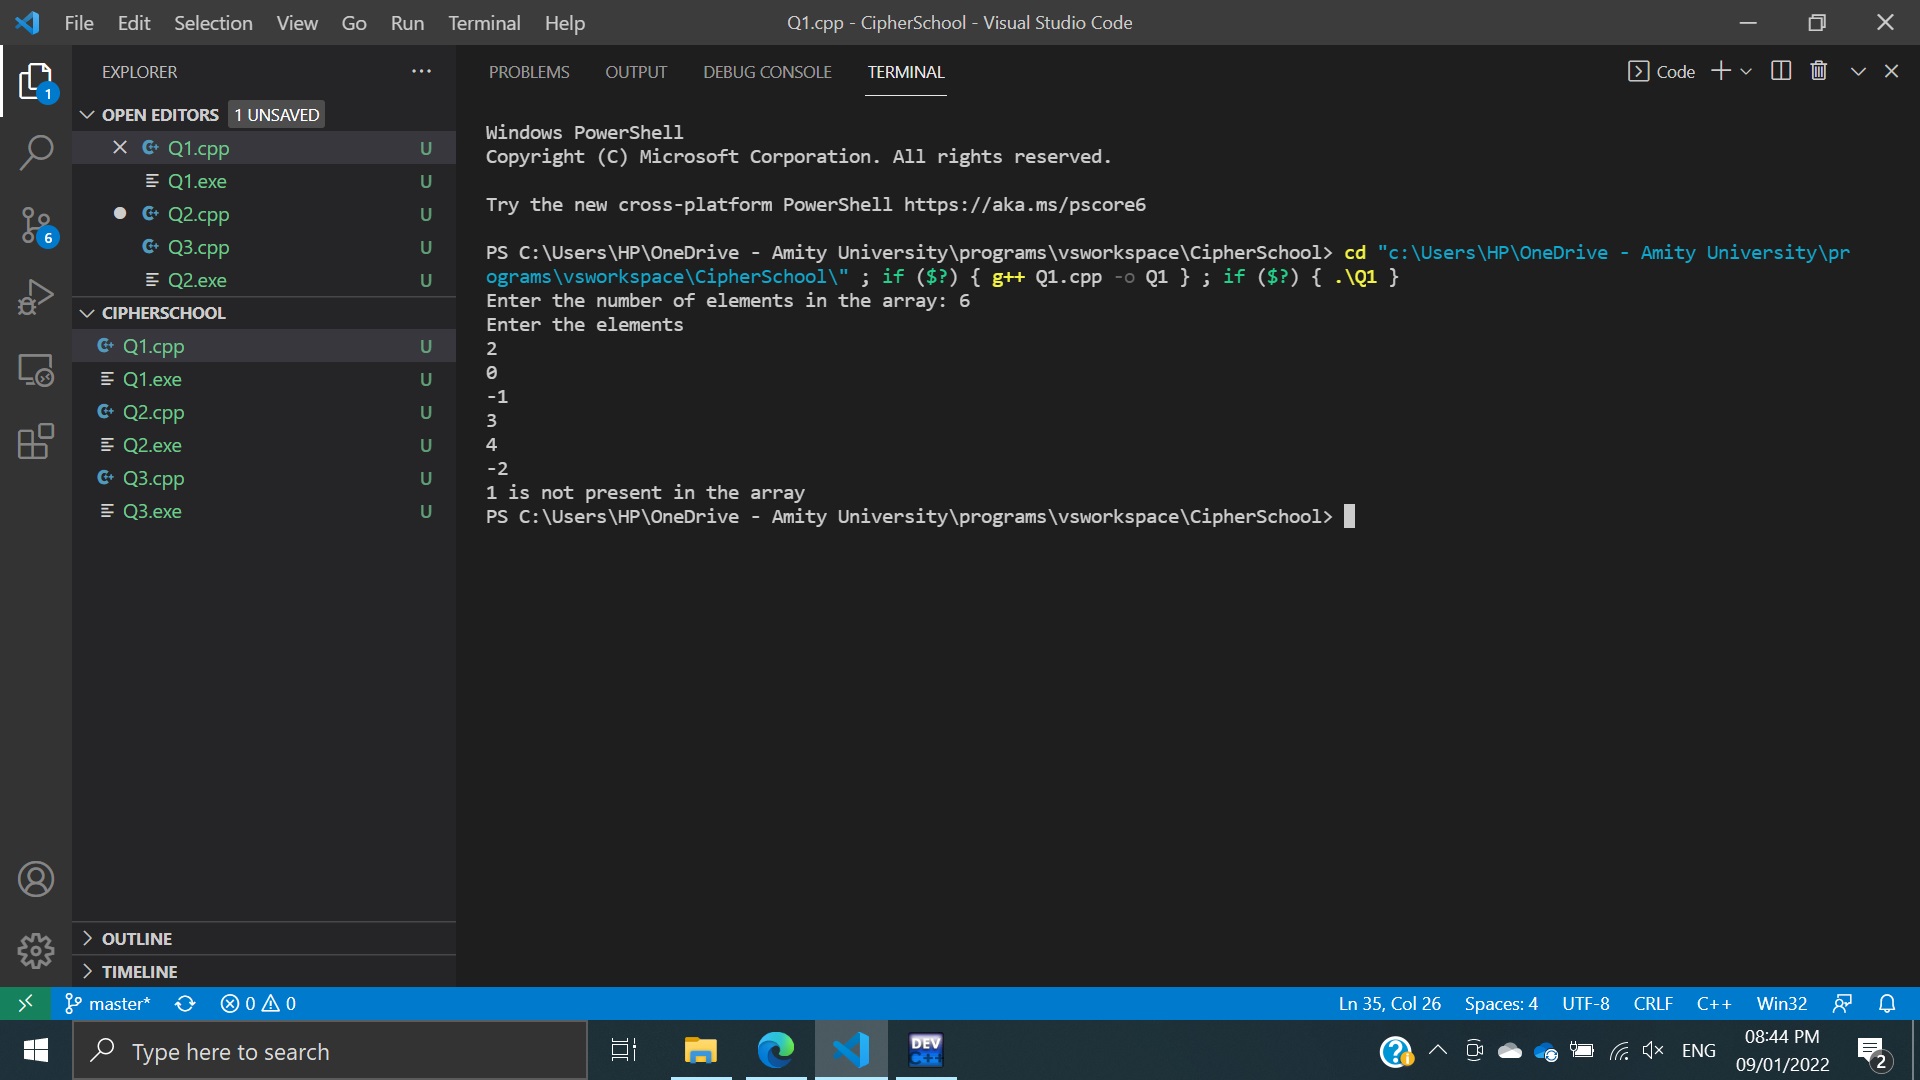 File Edit Selection View Go Run Terminal Help
Q1.cpp - CipherSchool - Visual Studio Code
1
6
EXPLORER
OPEN EDITORS 1 UNSAVED
Q1.cpp U
Q1.exe U
Q2.cpp U
Q3.cpp U
Q2.exe U
CIPHERSCHOOL
Q1.cpp U
Q1.exe U
Q2.cpp U
Q2.exe U
Q3.cpp U
Q3.exe U
OUTLINE
TIMELINE
PROBLEMS OUTPUT DEBUG CONSOLE TERMINAL
Code
Windows PowerShell
Copyright (C) Microsoft Corporation. All rights reserved.
Try the new cross-platform PowerShell https://aka.ms/pscore6
PS C:\Users\HP\OneDrive - Amity University\programs\vsworkspace\CipherSchool> cd "c:\Users\HP\OneDrive - Amity University\pr
ograms\vsworkspace\CipherSchool\" ; if ($?) { g++ Q1.cpp -o Q1 } ; if ($?) { .\Q1 }
Enter the number of elements in the array: 6
Enter the elements
2
0
-1
3
4
-2
1 is not present in the array
PS C:\Users\HP\OneDrive - Amity University\programs\vsworkspace\CipherSchool>
master* 0 0
Ln 35, Col 26 Spaces: 4 UTF-8 CRLF C++ Win32
Type here to search
DEV
C++
ENG
08:44 PM
09/01/2022
2